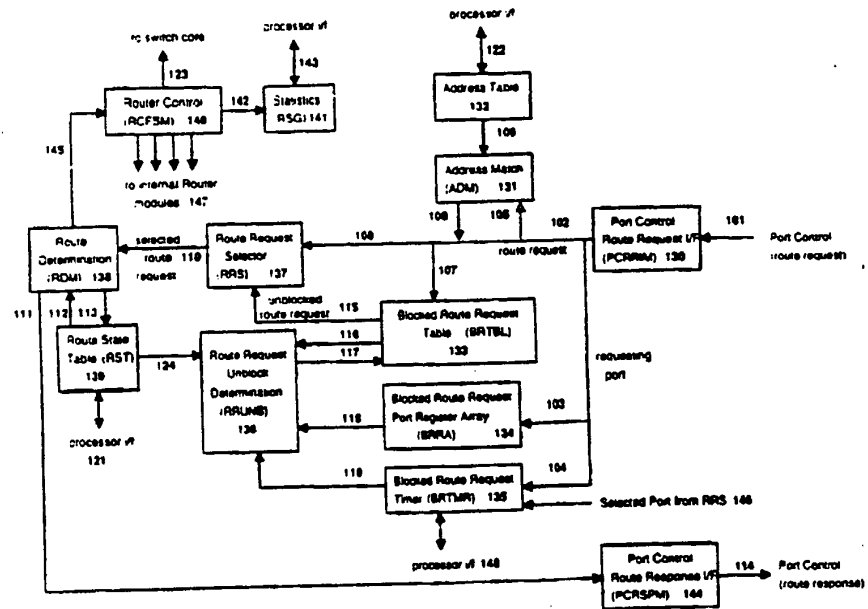 to switch core
123
processor i/f
143
processor i/f
122
Router Control
(RCFSM) 140
142
Statistics
(RSG) 141
Address Table
132
145
106
to internal Router
modules 147
Address Match
(ADM) 131
108
105
102
Port Control
Route Request I/F
(PCRRIM) 130
101
Port Control
(route request)
Route
Determination
(RDM) 138
selected
route 110
request
Route Request
Selector
(RRS) 137
108
route request
107
111
112
113
unblocked
route request
115
Blocked Route Request
Table (BRTBL)
133
116
117
Route State
Table (RST)
139
124
Route Request
Unblock
Determination
(RRUNB)
136
requesting
port
processor i/f
121
118
Blocked Route Request
Port Register Array
(BRRA) 134
103
119
Blocked Route Request
Timer (BRTMR) 135
104
Selected Port from RRS 146
processor i/f 148
Port Control
Route Response I/F
(PCRSPM) 144
114
Port Control
(route response)